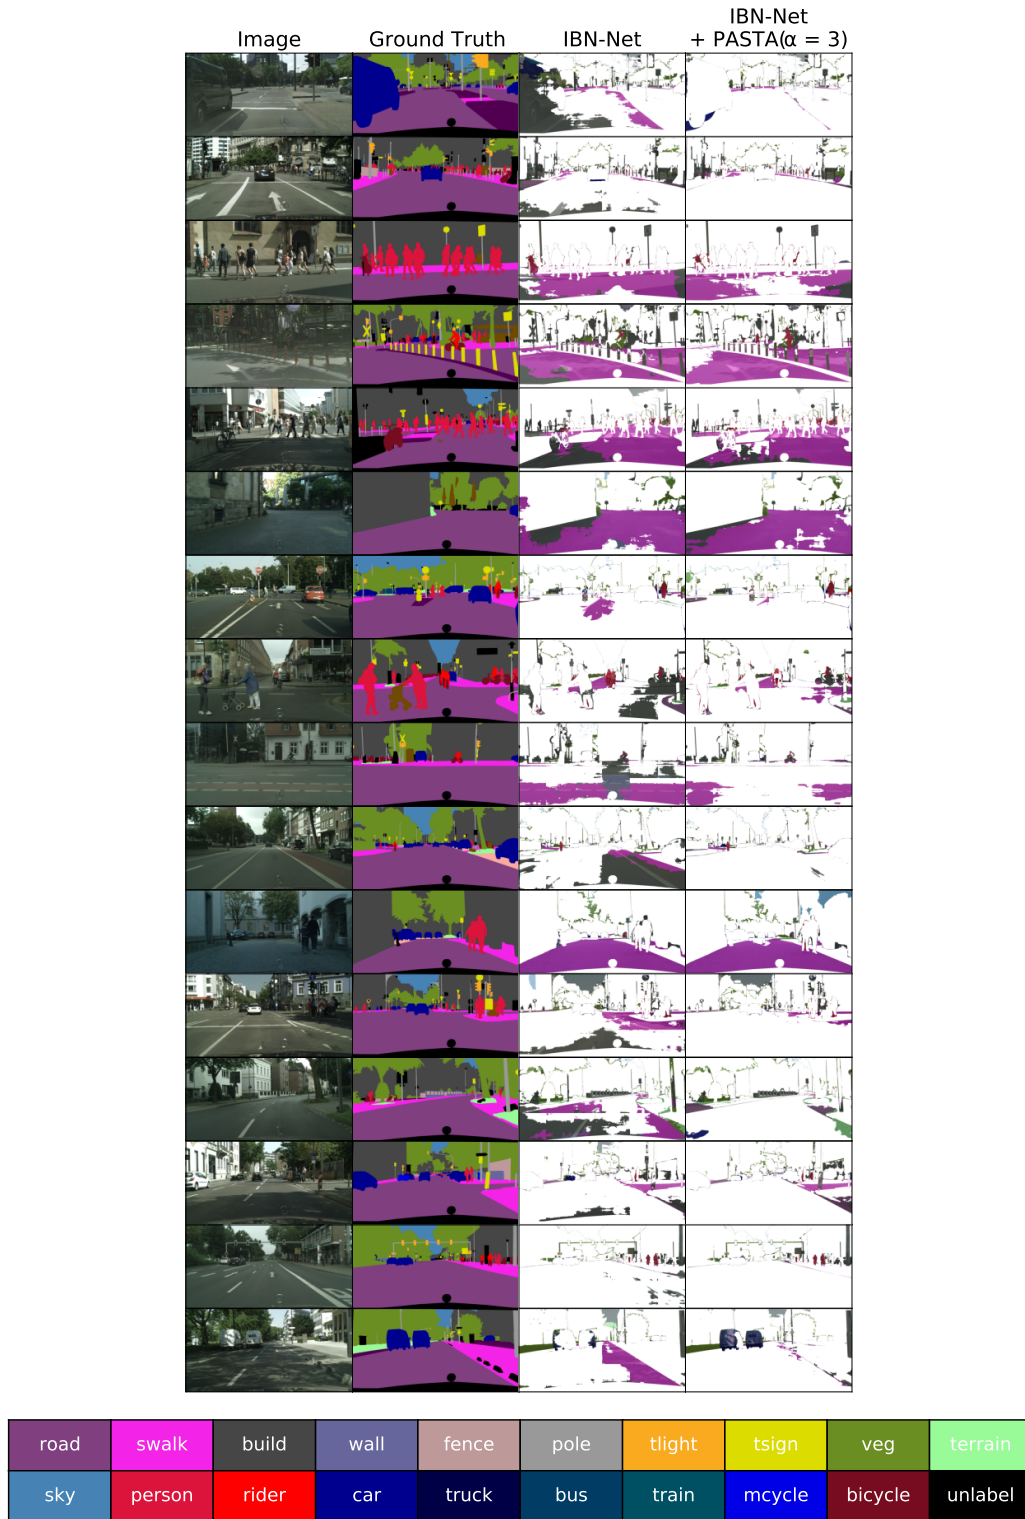 Image Ground Truth IBN-Net IBN-Net
+ PASTA(α = 3)
road swalk build wall fence pole tlight tsign veg terrain
sky person rider car truck bus train mcycle bicycle unlabel